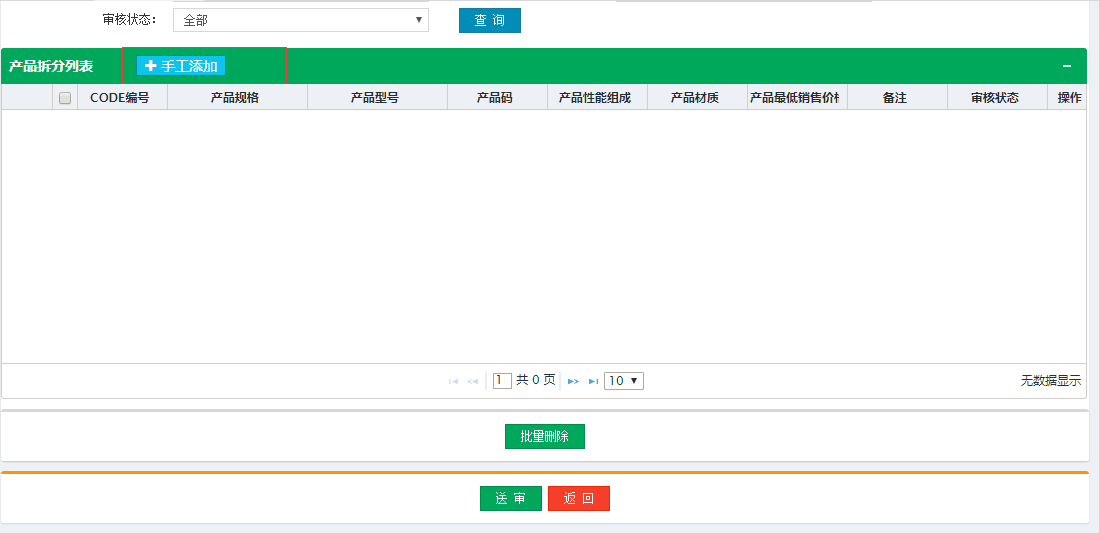 审核状态： 全部 查 询
产品拆分列表 手工添加
CODE编号 产品规格 产品型号 产品码 产品性能组成 产品材质 产品最低销售价 备注 审核状态 操作
1 共 0 页 10 无数据显示
批量删除
送 审 返 回